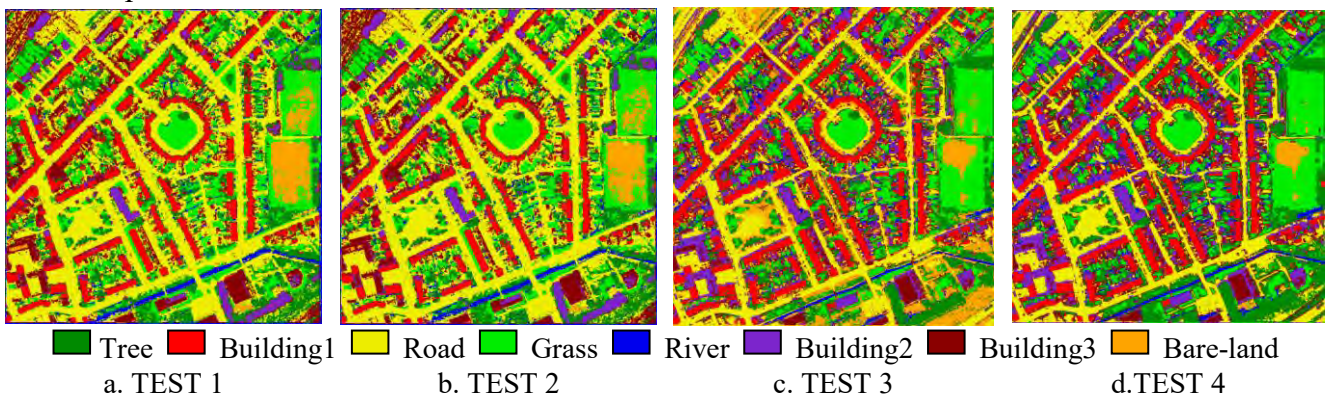 Tree Building1 Road Grass River Building2 Building3 Bare-land
a. TEST 1 b. TEST 2 c. TEST 3 d.TEST 4